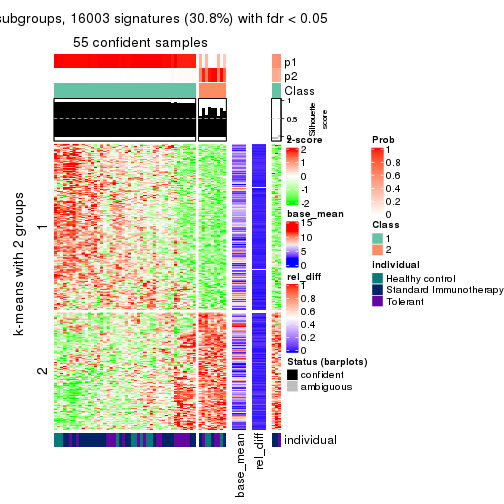 subgroups, 16003 signatures (30.8%) with fdr < 0.05
55 confident samples
p1
p2
Class
1
0.5
0
Silhouette
score
k-means with 2 groups
1
2
individual
base_mean
rel_diff
z-score
2
1
0
-1
-2
base_mean
15
10
5
0
rel_diff
1
0.8
0.6
0.4
0.2
0
Status (barplots)
confident
ambiguous
Prob
1
0.8
0.6
0.4
0.2
0
Class
1
2
individual
Healthy control
Standard Immunotherapy
Tolerant